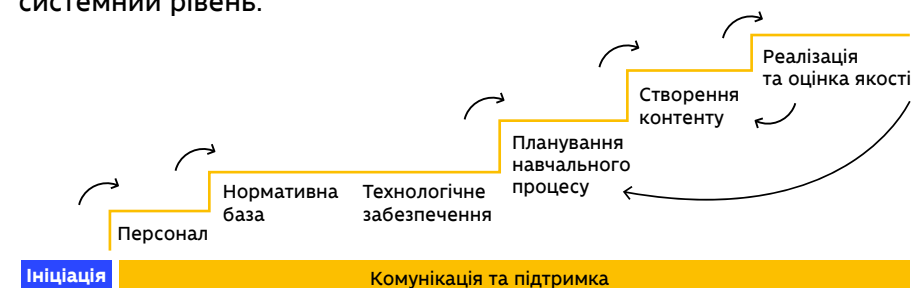 системний рівень.
Реалізація
та оцінка якості
Створення
контенту
Планування
навчального
процесу
Нормативна
база
Технологічне
забезпечення
Персонал
Ініціація
Комунікація та підтримка